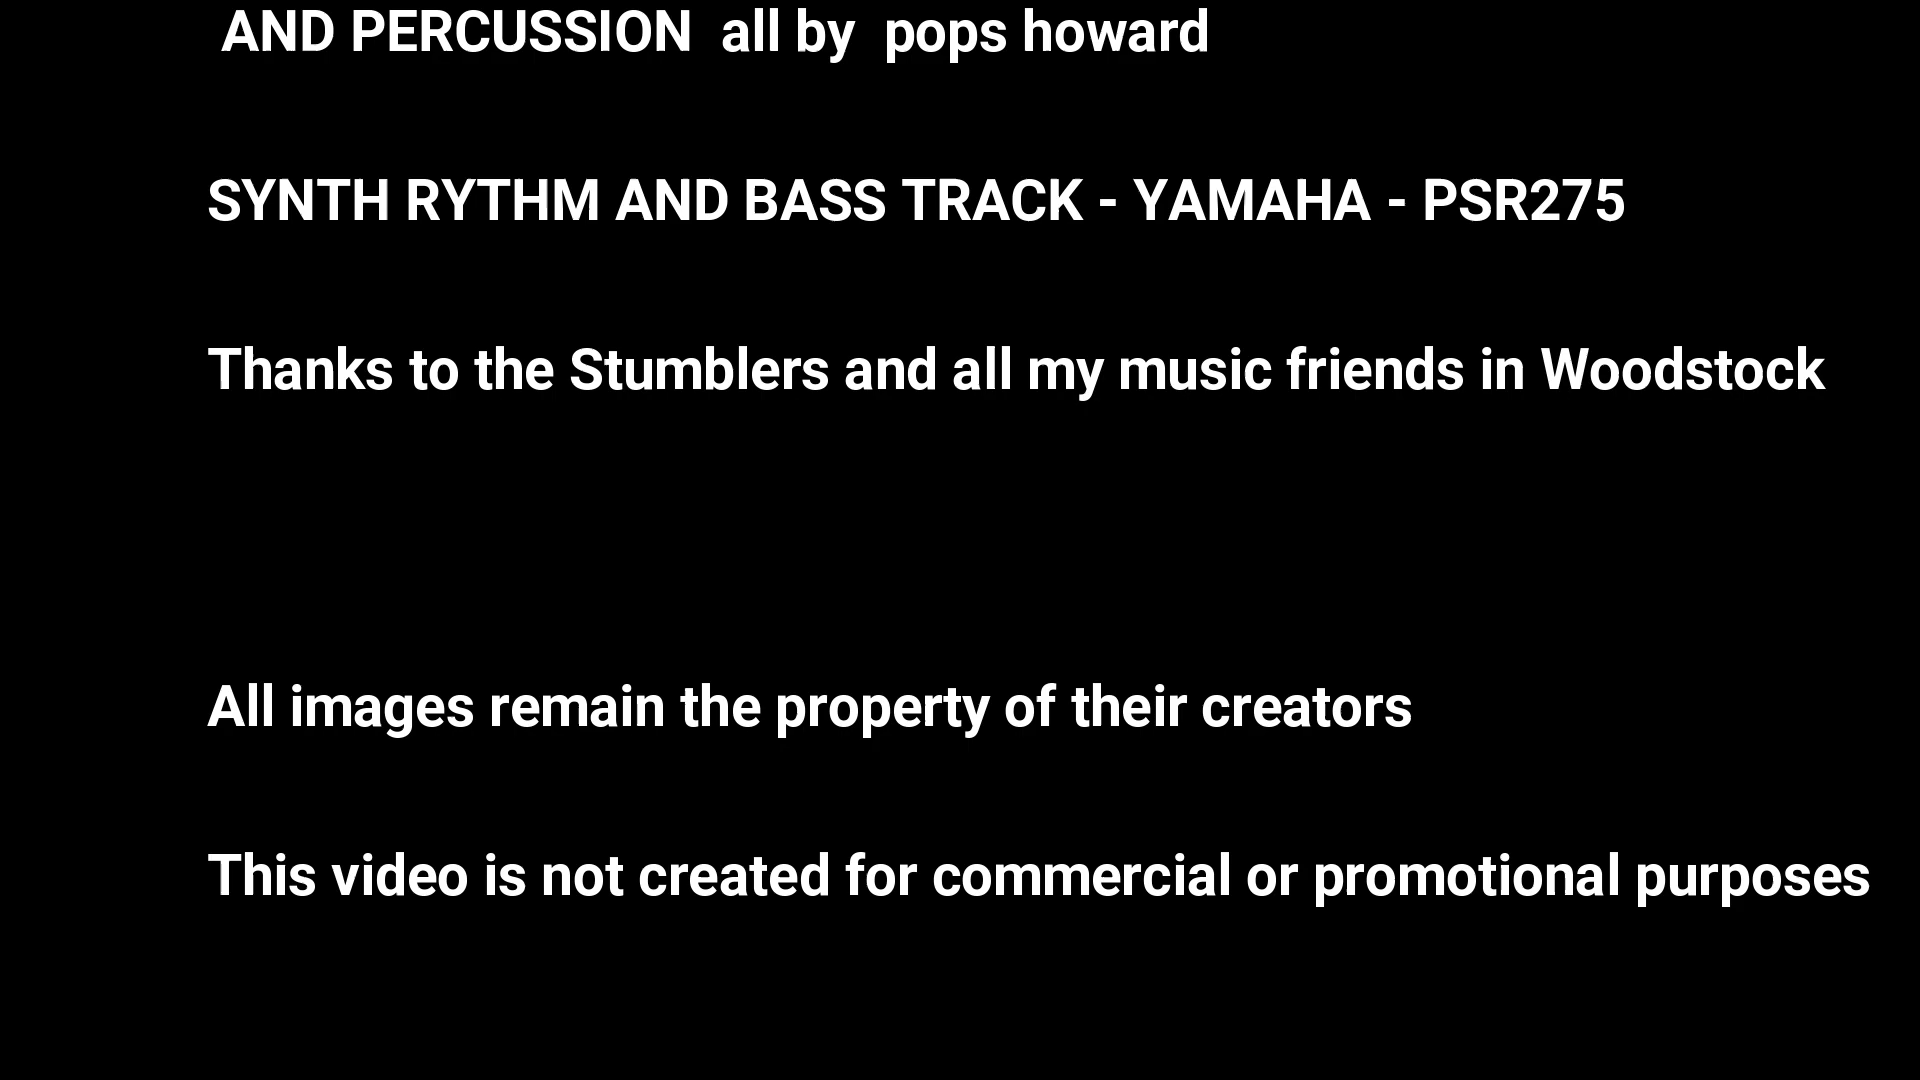 AND PERCUSSION  all by  pops howard
SYNTH RYTHM AND BASS TRACK - YAMAHA - PSR275
Thanks to the Stumblers and all my music friends in Woodstock
All images remain the property of their creators
This video is not created for commercial or promotional purposes